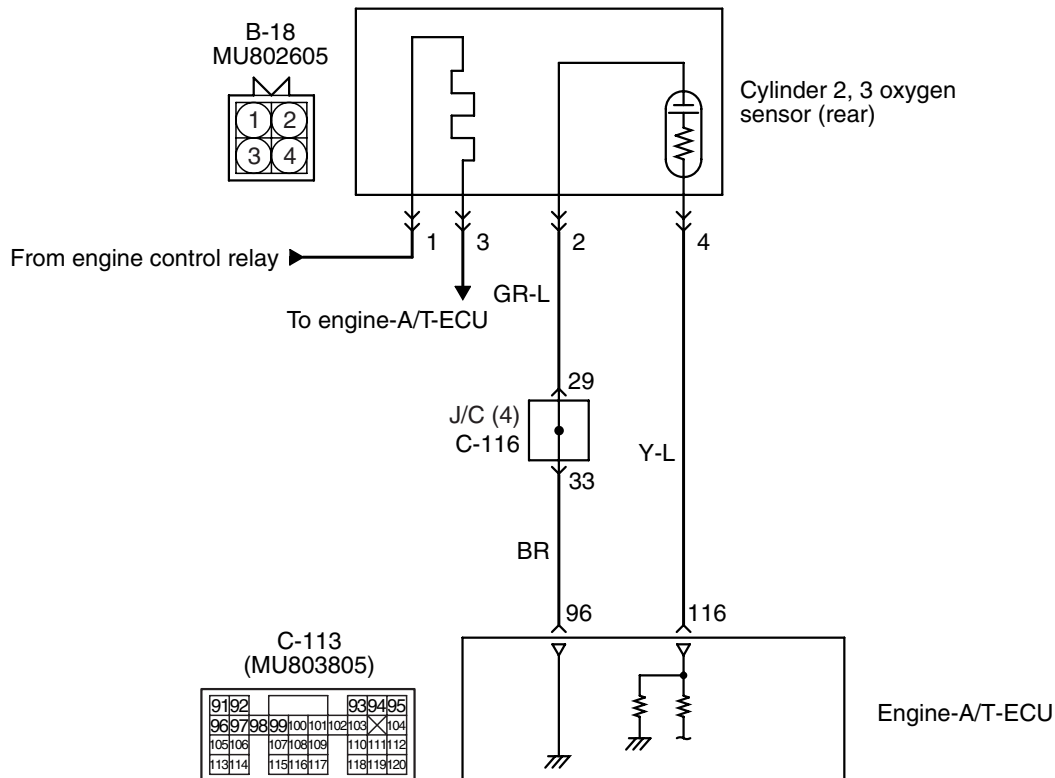 B-18
MU802605
1 2
3 4
Cylinder 2, 3 oxygen
sensor (rear)
1
3
2
4
From engine control relay
GR-L
To engine-A/T-ECU
29
J/C (4)
C-116
Y-L
33
BR
96
116
C-113
(MU803805)
91 92 93 94 95
96 97 98 99 100 101 102 103 104
105 106 107 108 109 110 111 112
113 114 115 116 117 118 119 120
Engine-A/T-ECU